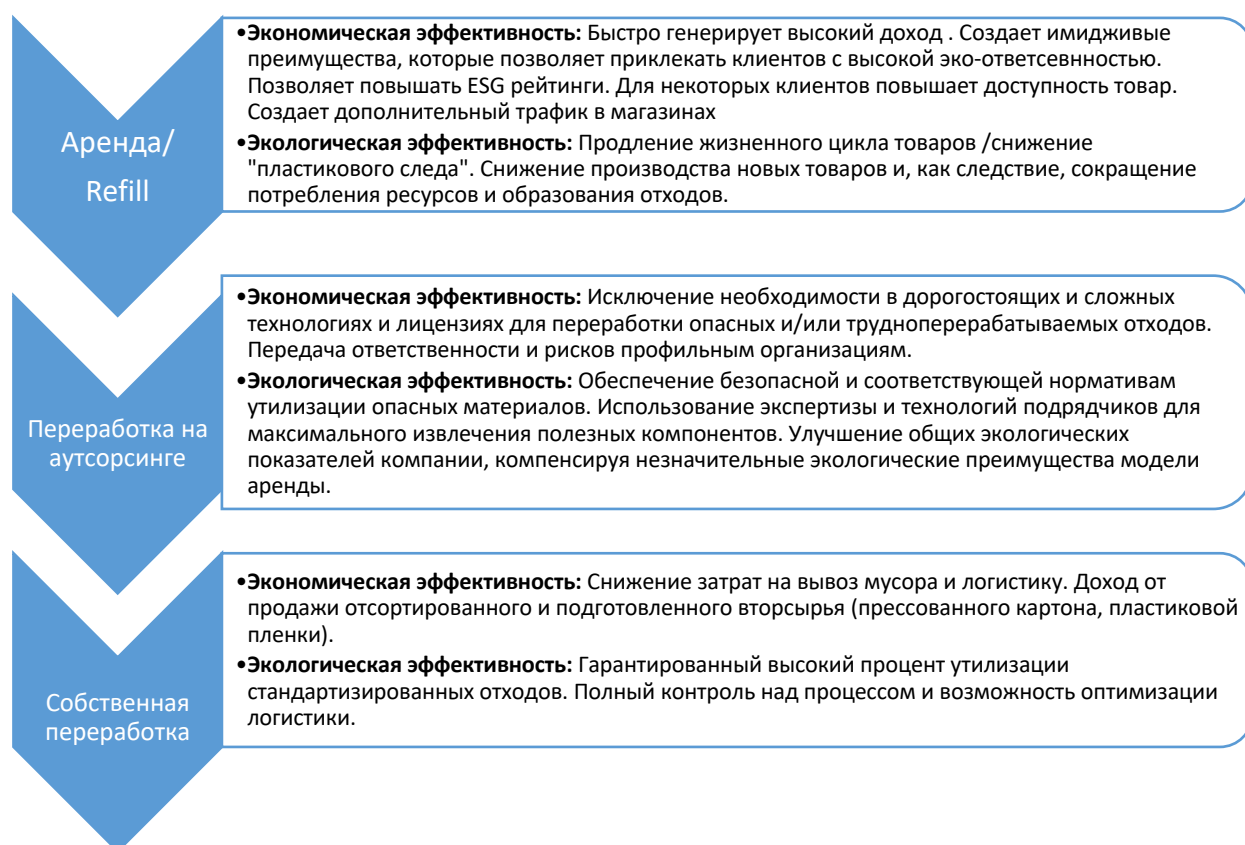 Аренда/
Refill
•Экономическая эффективность: Быстро генерирует высокий доход . Создает имидживые
преимущества, которые позволяет приклекать клиентов с высокой эко-ответсевнностью.
Позволяет повышать ESG рейтинги. Для некоторых клиентов повышает доступность товар.
Создает дополнительный трафик в магазинах
•Экологическая эффективность: Продление жизненного цикла товаров /снижение
"пластикового следа". Снижение производства новых товаров и, как следствие, сокращение
потребления ресурсов и образования отходов.
Переработка на
аутсорсинге
•Экономическая эффективность: Исключение необходимости в дорогостоящих и сложных
технологиях и лицензиях для переработки опасных и/или трудноперерабатываемых отходов.
Передача ответственности и рисков профильным организациям.
•Экологическая эффективность: Обеспечение безопасной и соответствующей нормативам
утилизации опасных материалов. Использование экспертизы и технологий подрядчиков для
максимального извлечения полезных компонентов. Улучшение общих экологических
показателей компании, компенсируя незначительные экологические преимущества модели
аренды.
Собственная
переработка
•Экономическая эффективность: Снижение затрат на вывоз мусора и логистику. Доход от
продажи отсортированного и подготовленного вторсырья (прессованного картона, пластиковой
пленки).
•Экологическая эффективность: Гарантированный высокий процент утилизации
стандартизированных отходов. Полный контроль над процессом и возможность оптимизации
логистики.